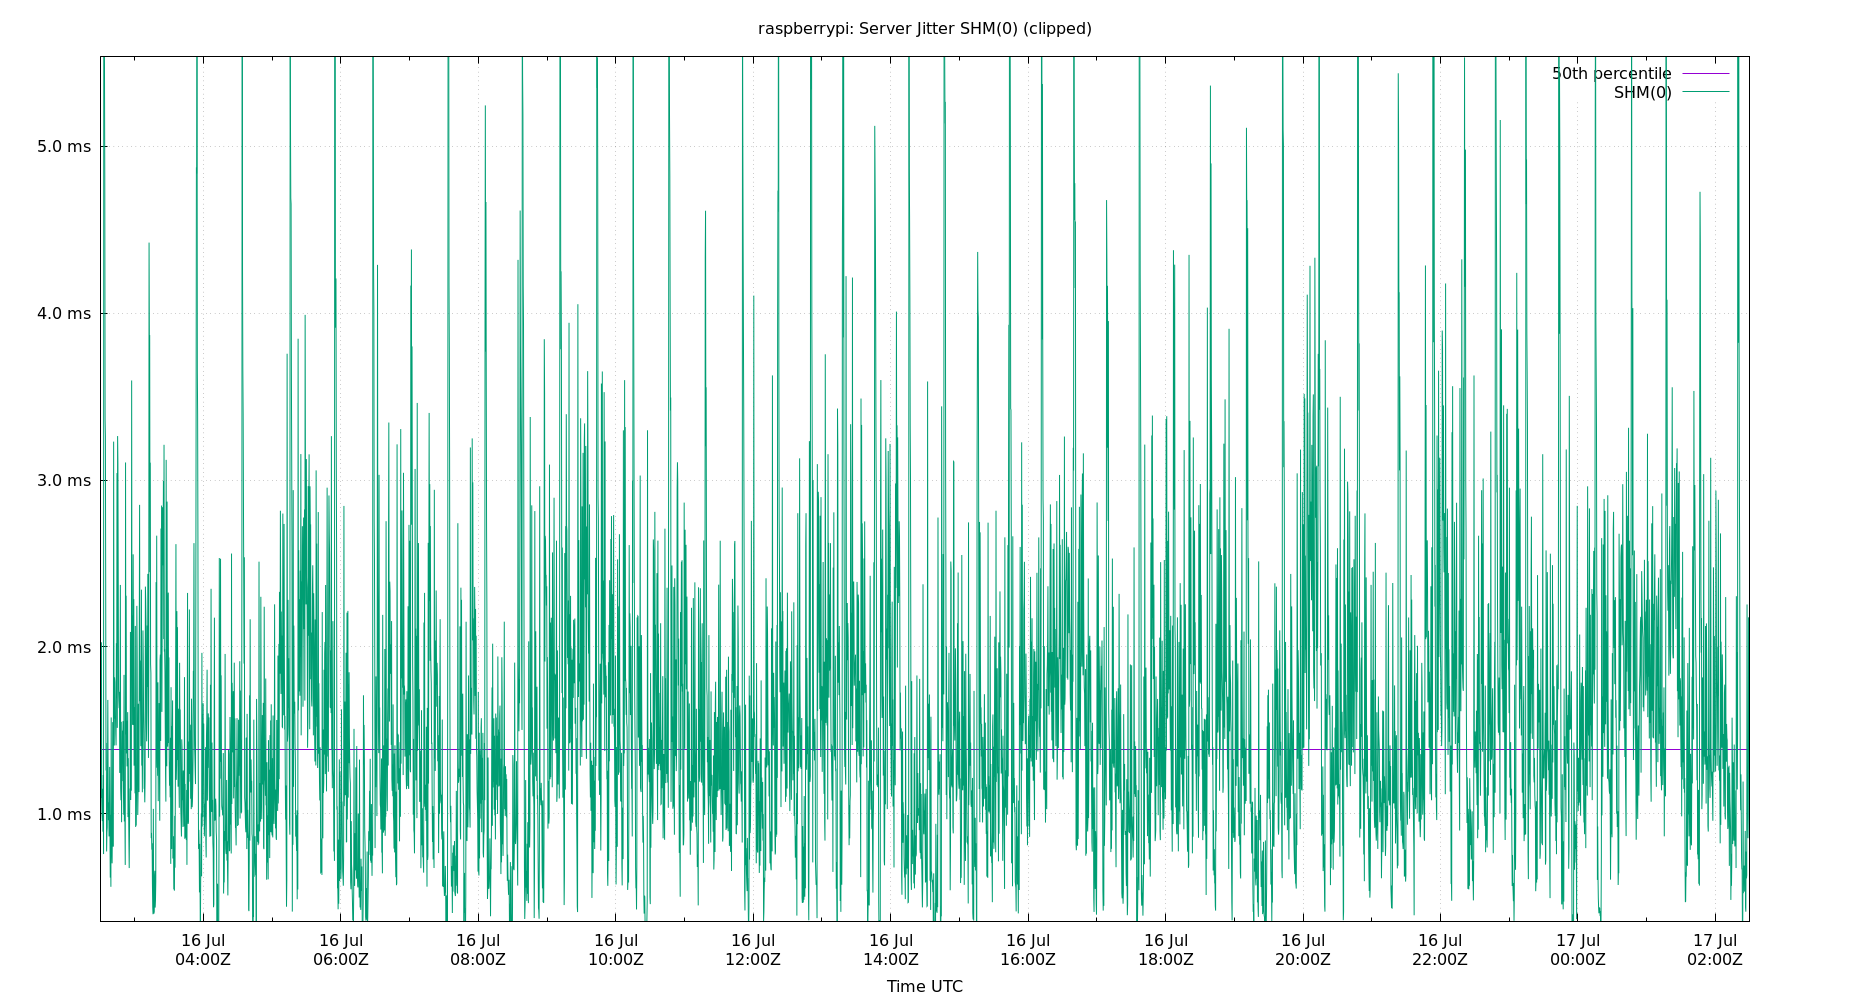 raspberrypi: Server Jitter SHM(0) (clipped)
50th percentile
SHM(0)
5.0 ms
4.0 ms
3.0 ms
2.0 ms
1.0 ms
16 Jul 16 Jul 16 Jul 16 Jul 16 Jul 16 Jul 16 Jul 16 Jul 16 Jul 16 Jul 17 Jul 17 Jul
04:00Z 06:00Z 08:00Z 10:00Z 12:00Z 14:00Z 16:00Z 18:00Z 20:00Z 22:00Z 00:00Z 02:00Z
Time UTC